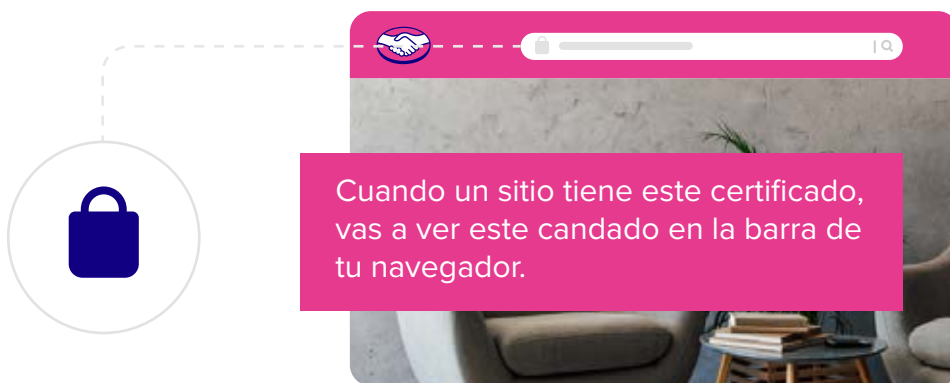 Cuando un sitio tiene este certificado,
vas a ver este candado en la barra de
tu navegador.